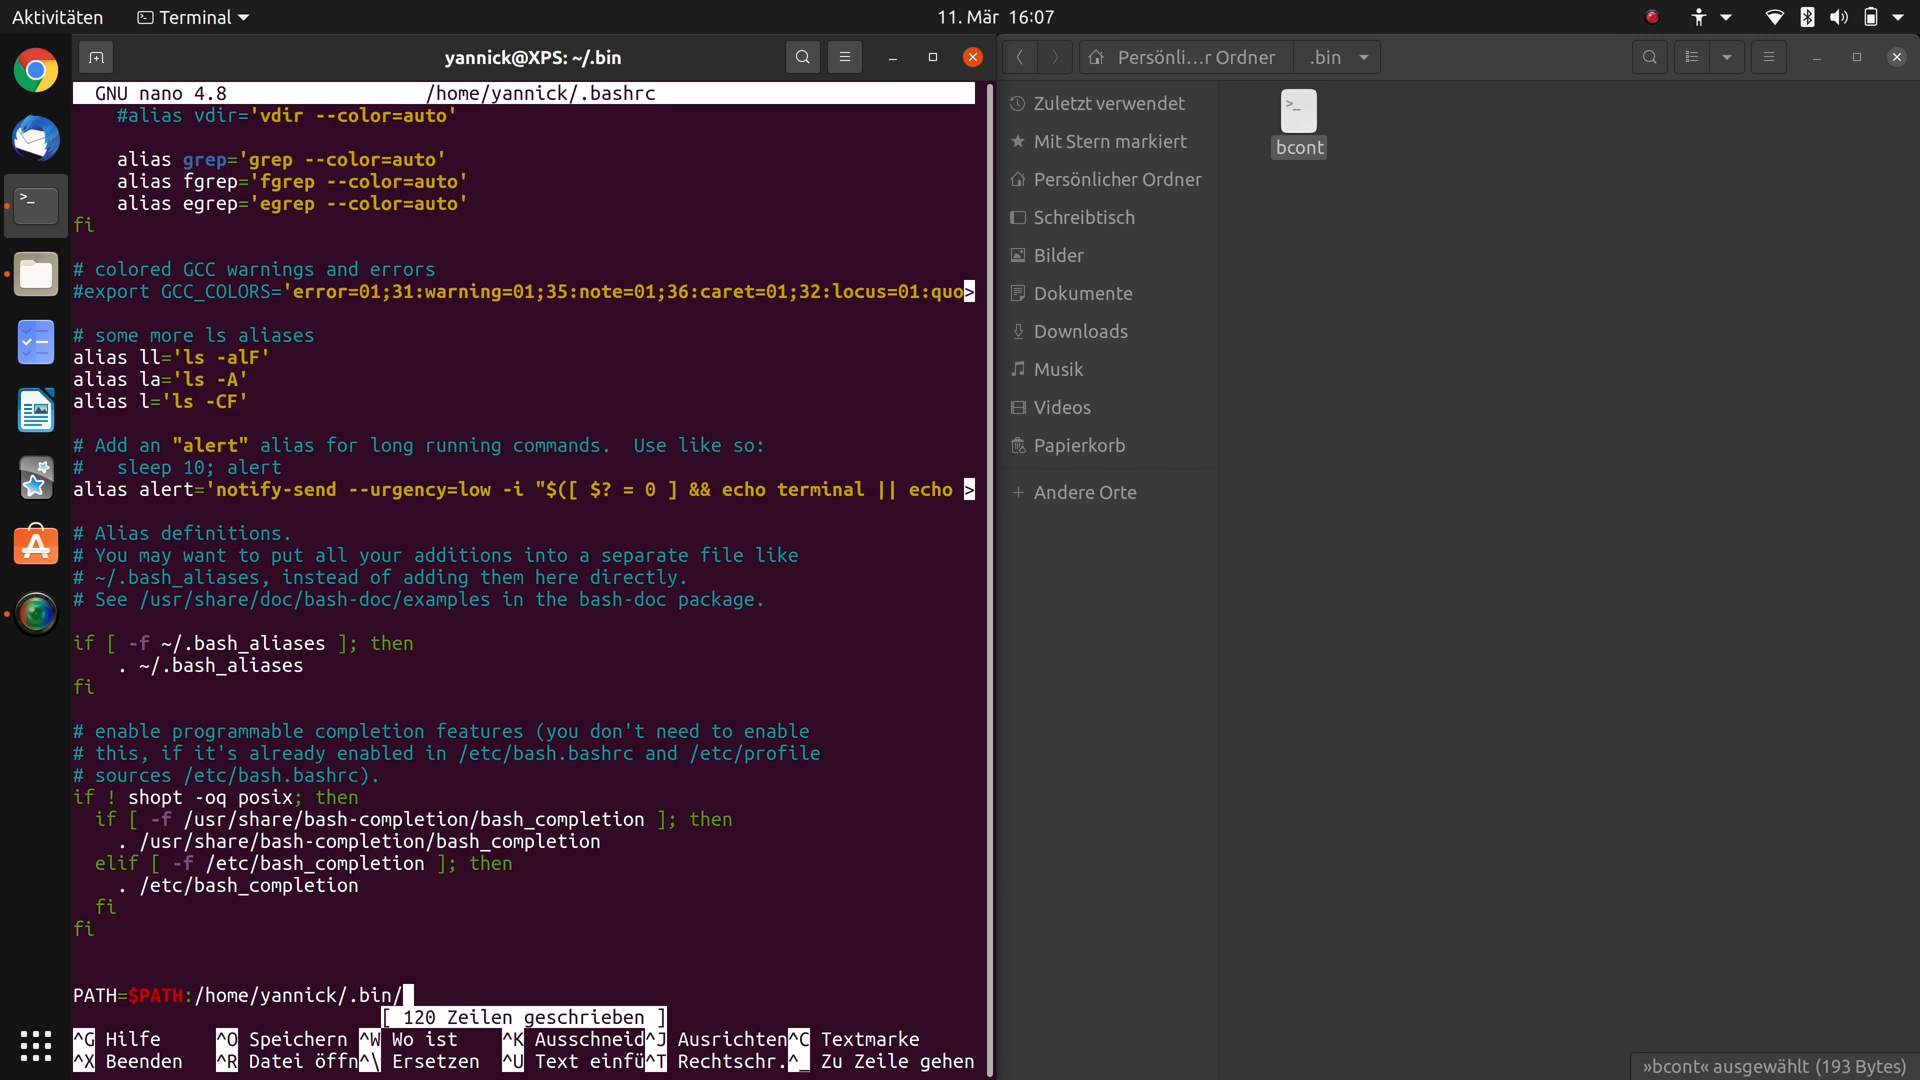 Aktivitäten
Terminal
11. Mär 16:07
yannick@XPS: ~/.bin
GNU nano 4.8 /home/yannick/.bashrc
#alias vdir='vdir --color=auto'
alias grep='grep --color=auto'
alias fgrep='fgrep --color=auto'
alias egrep='egrep --color=auto'
fi
# colored GCC warnings and errors
#export GCC_COLORS='error=01;31:warning=01;35:note=01;36:caret=01;32:locus=01:quo>
# some more ls aliases
alias ll='ls -alF'
alias la='ls -A'
alias l='ls -CF'
# Add an "alert" alias for long running commands.  Use like so:
#   sleep 10; alert
alias alert='notify-send --urgency=low -i "$([ $? = 0 ] && echo terminal || echo >
# Alias definitions.
# You may want to put all your additions into a separate file like
# ~/.bash_aliases, instead of adding them here directly.
# See /usr/share/doc/bash-doc/examples in the bash-doc package.
if [ -f ~/.bash_aliases ]; then
. ~/.bash_aliases
fi
# enable programmable completion features (you don't need to enable
# this, if it's already enabled in /etc/bash.bashrc and /etc/profile
# sources /etc/bash.bashrc).
if ! shopt -oq posix; then
if [ -f /usr/share/bash-completion/bash_completion ]; then
. /usr/share/bash-completion/bash_completion
elif [ -f /etc/bash_completion ]; then
. /etc/bash_completion
fi
fi
PATH=$PATH:/home/yannick/.bin/
[ 120 Zeilen geschrieben ]
^G Hilfe ^O Speichern ^W Wo ist ^K Ausschneid ^J Ausrichten ^C Textmarke
^X Beenden ^R Datei öffn ^\ Ersetzen ^U Text einfü ^T Rechtschr. ^_ Zu Zeile gehen
Persönli…r Ordner
.bin
Zuletzt verwendet
Mit Stern markiert
Persönlicher Ordner
Schreibtisch
Bilder
Dokumente
Downloads
Musik
Videos
Papierkorb
+ Andere Orte
>_
bcont
»bcont« ausgewählt (193 Bytes)